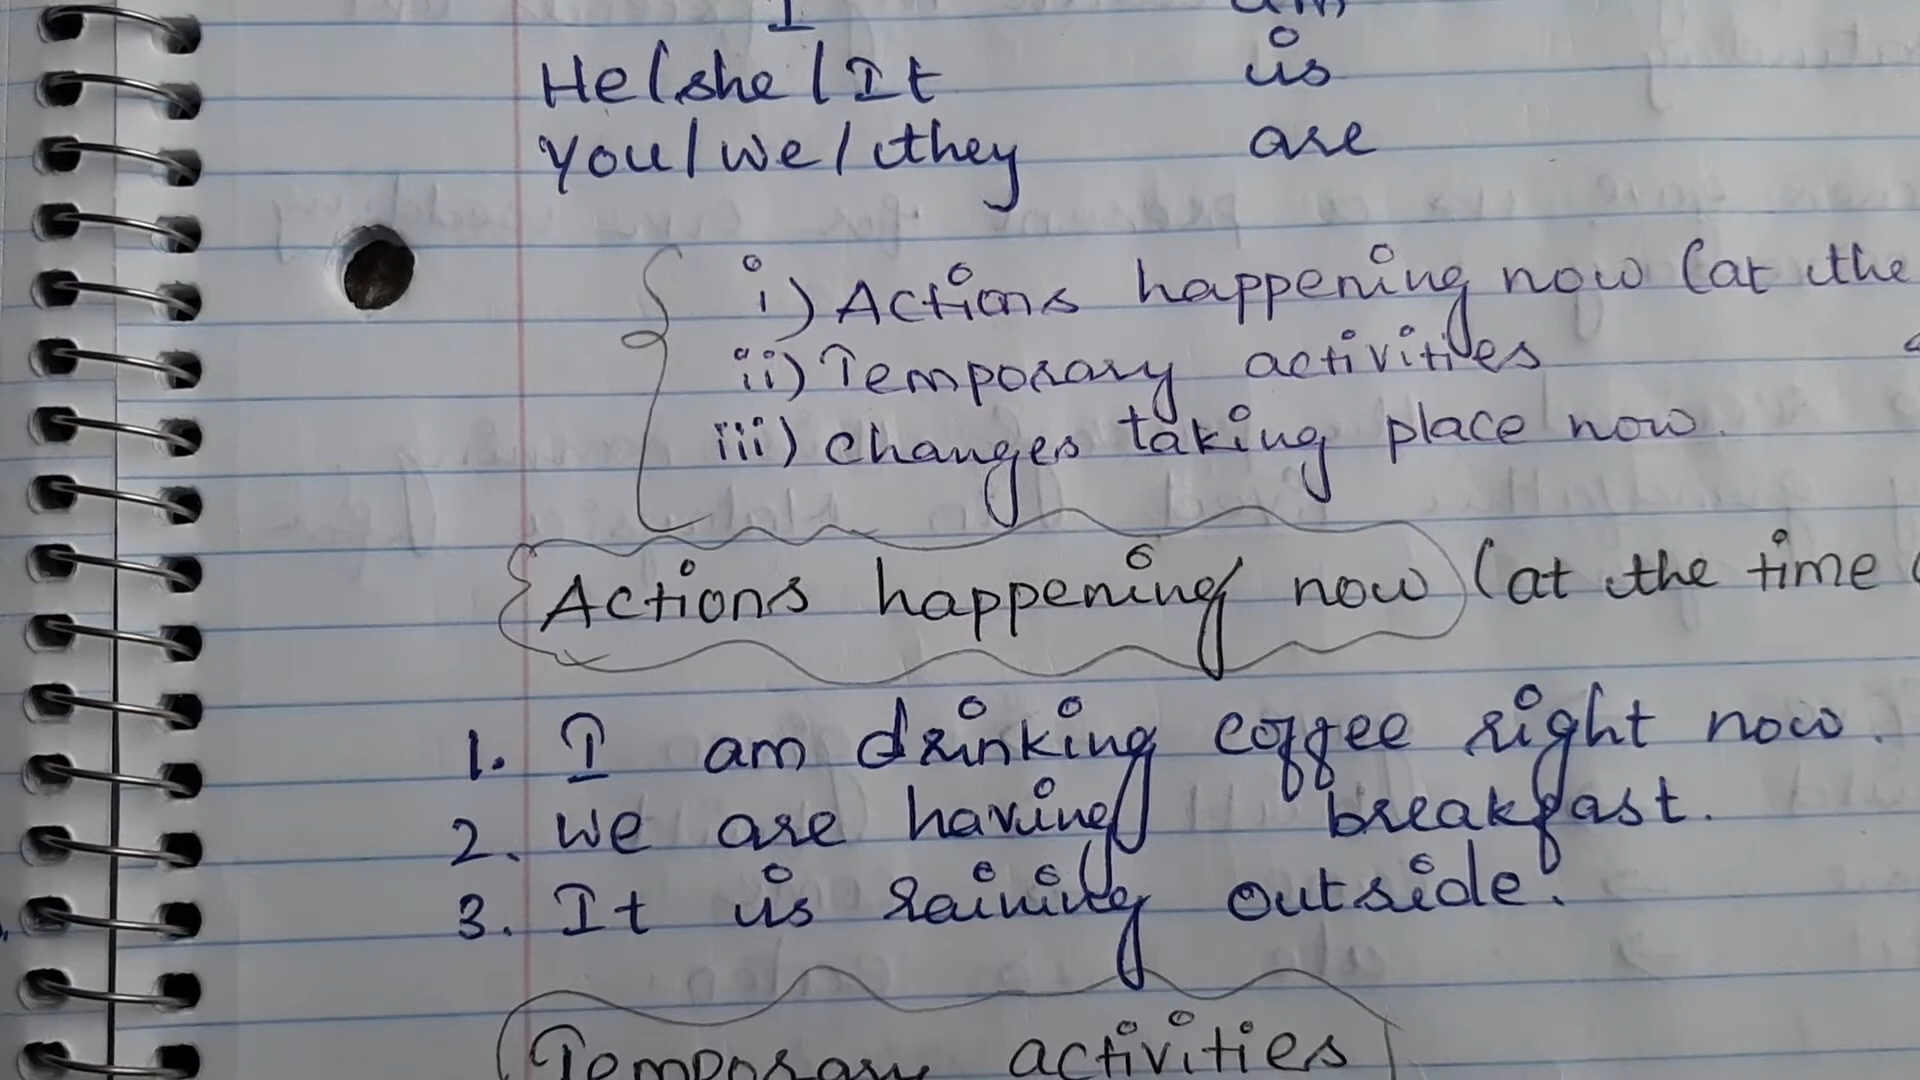 I am
He/she/It is
You/we/they are
i) Actions happening now (at the
ii) Temporary activities
iii) changes taking place now.
Actions happening now (at the time
1. I am drinking coffee right now.
2. We are having breakfast.
3. It is raining outside.
Temporary activities